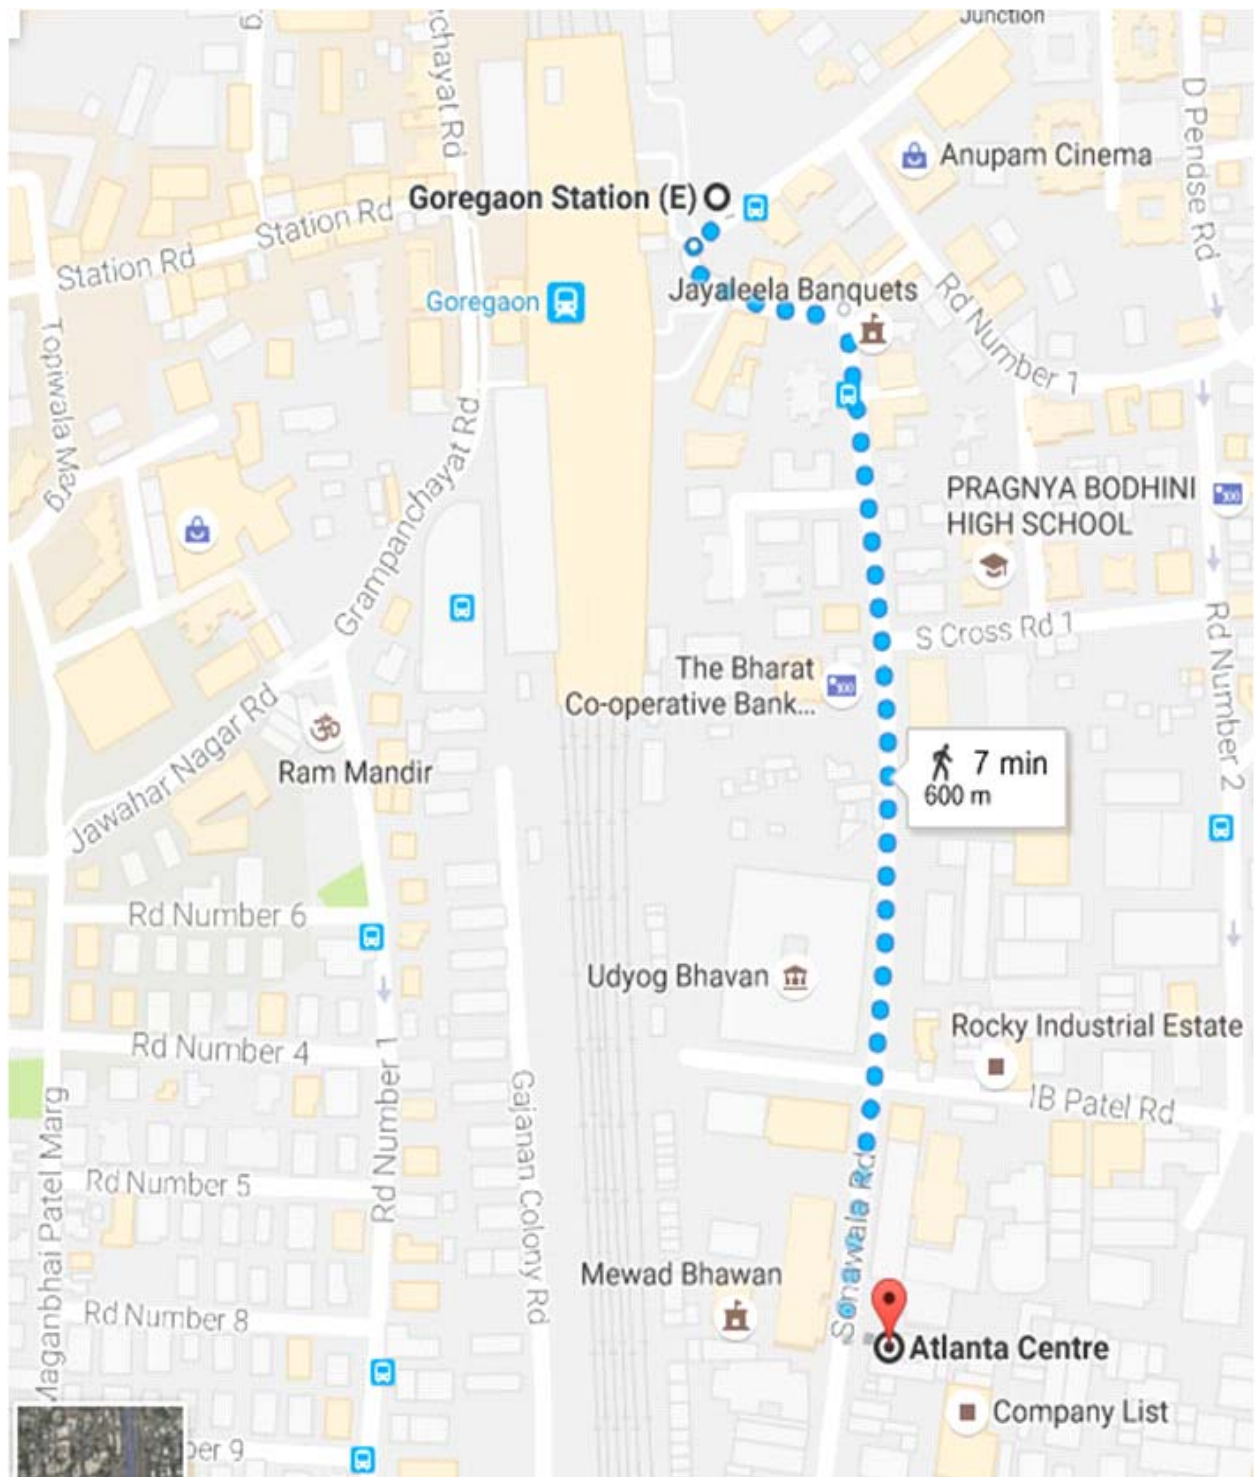 Junction
chayat Rd
D Pendse Rd
Anupam Cinema
Goregaon Station (E)
Station Rd
Station Rd
Goregaon
Jayaleela Banquets
Rd Number 1
Topiwala Marg
Grampanchayat Rd
PRAGNYA BODHINI
HIGH SCHOOL
S Cross Rd 1
Rd Number 2
The Bharat
Co-operative Bank...
Jawahar Nagar Rd
Ram Mandir
7 min
600 m
Rd Number 6
Udyog Bhavan
Rocky Industrial Estate
Rd Number 4
Rd Number 1
Gajanan Colony Rd
IB Patel Rd
Maganbhai Patel Marg
Rd Number 5
Sonawala Rd
Mewad Bhawan
Rd Number 8
Atlanta Centre
Company List
ber 9